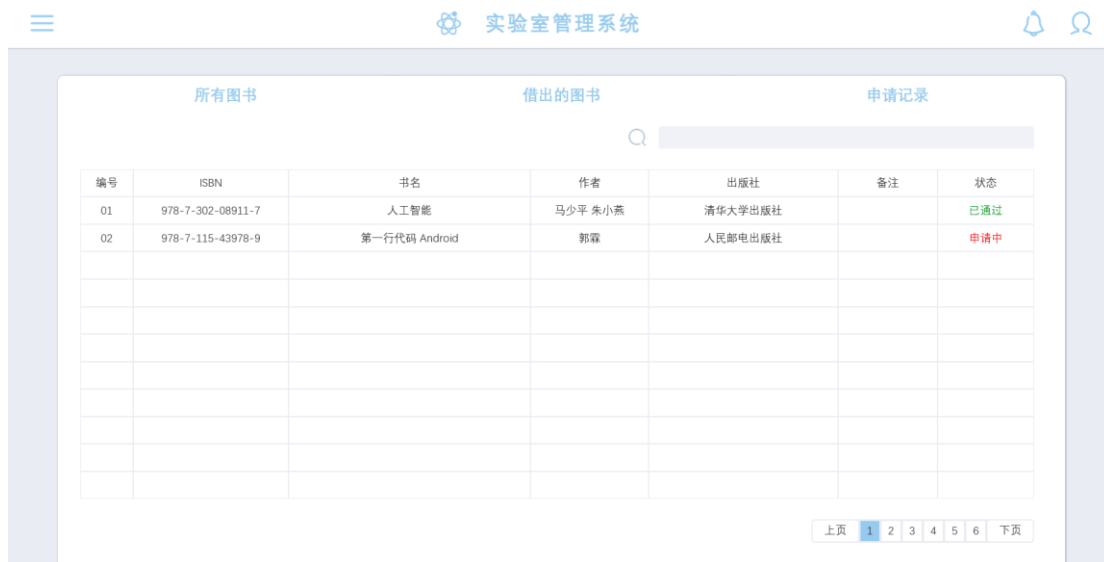 实验室管理系统
所有图书 借出的图书 申请记录
编号 ISBN 书名 作者 出版社 备注 状态
01 978-7-302-08911-7 人工智能 马少平 朱小燕 清华大学出版社 已通过
02 978-7-115-43978-9 第一行代码 Android 郭霖 人民邮电出版社 申请中
上页 1 2 3 4 5 6 下页